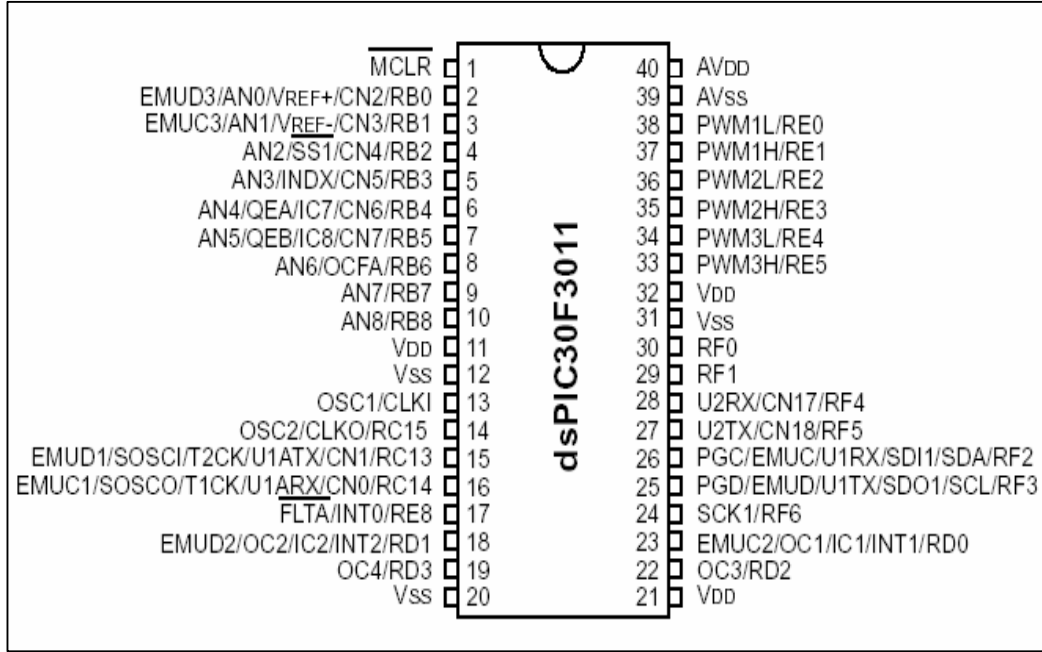 MCLR 1
EMUD3/AN0/VREF+/CN2/RB0 2
EMUC3/AN1/VREF-/CN3/RB1 3
AN2/SS1/CN4/RB2 4
AN3/INDX/CN5/RB3 5
AN4/QEA/IC7/CN6/RB4 6
AN5/QEB/IC8/CN7/RB5 7
AN6/OCFA/RB6 8
AN7/RB7 9
AN8/RB8 10
VDD 11
VSS 12
OSC1/CLKI 13
OSC2/CLKO/RC15 14
EMUD1/SOSCI/T2CK/U1ATX/CN1/RC13 15
EMUC1/SOSCO/T1CK/U1ARX/CN0/RC14 16
FLTA/INT0/RE8 17
EMUD2/OC2/IC2/INT2/RD1 18
OC4/RD3 19
VSS 20
dsPIC30F3011
40 AVDD
39 AVSS
38 PWM1L/RE0
37 PWM1H/RE1
36 PWM2L/RE2
35 PWM2H/RE3
34 PWM3L/RE4
33 PWM3H/RE5
32 VDD
31 VSS
30 RF0
29 RF1
28 U2RX/CN17/RF4
27 U2TX/CN18/RF5
26 PGC/EMUC/U1RX/SDI1/SDA/RF2
25 PGD/EMUD/U1TX/SDO1/SCL/RF3
24 SCK1/RF6
23 EMUC2/OC1/IC1/INT1/RD0
22 OC3/RD2
21 VDD